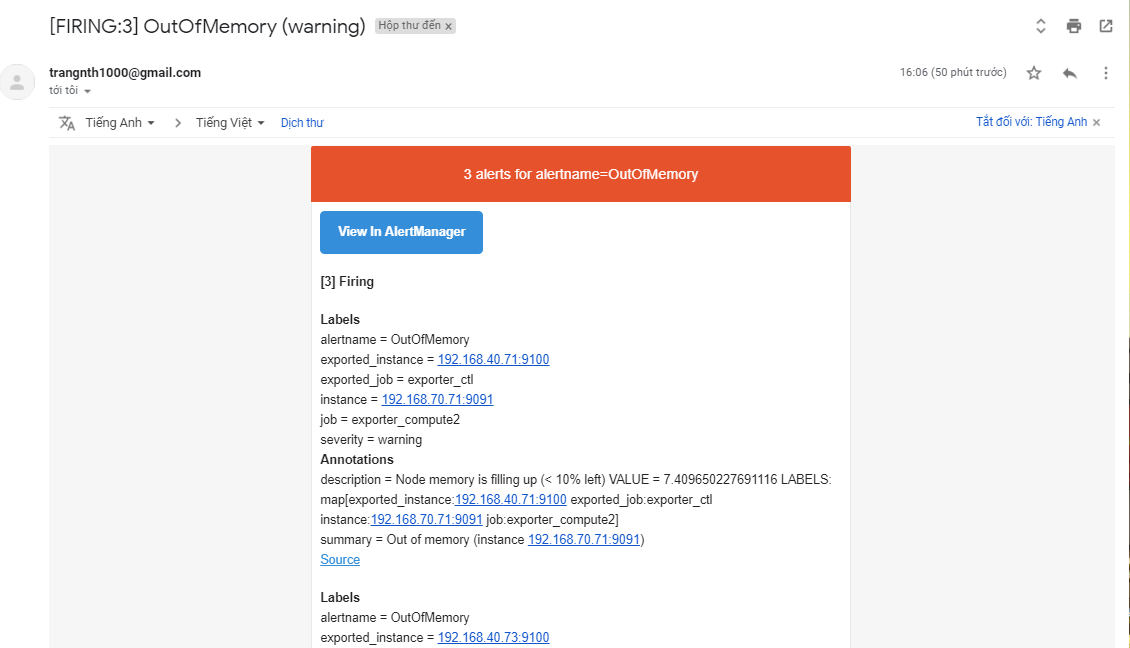 [FIRING:3] OutOfMemory (warning) Hộp thư đến x
trangnth1000@gmail.com
16:06 (50 phút trước)
tới tôi
Tiếng Anh > Tiếng Việt Dịch thư
Tắt đối với: Tiếng Anh x
3 alerts for alertname=OutOfMemory
View In AlertManager
[3] Firing
Labels
alertname = OutOfMemory
exported_instance = 192.168.40.71:9100
exported_job = exporter_ctl
instance = 192.168.70.71:9091
job = exporter_compute2
severity = warning
Annotations
description = Node memory is filling up (< 10% left) VALUE = 7.409650227691116 LABELS:
map[exported_instance:192.168.40.71:9100 exported_job:exporter_ctl
instance:192.168.70.71:9091 job:exporter_compute2]
summary = Out of memory (instance 192.168.70.71:9091)
Source
Labels
alertname = OutOfMemory
exported_instance = 192.168.40.73:9100